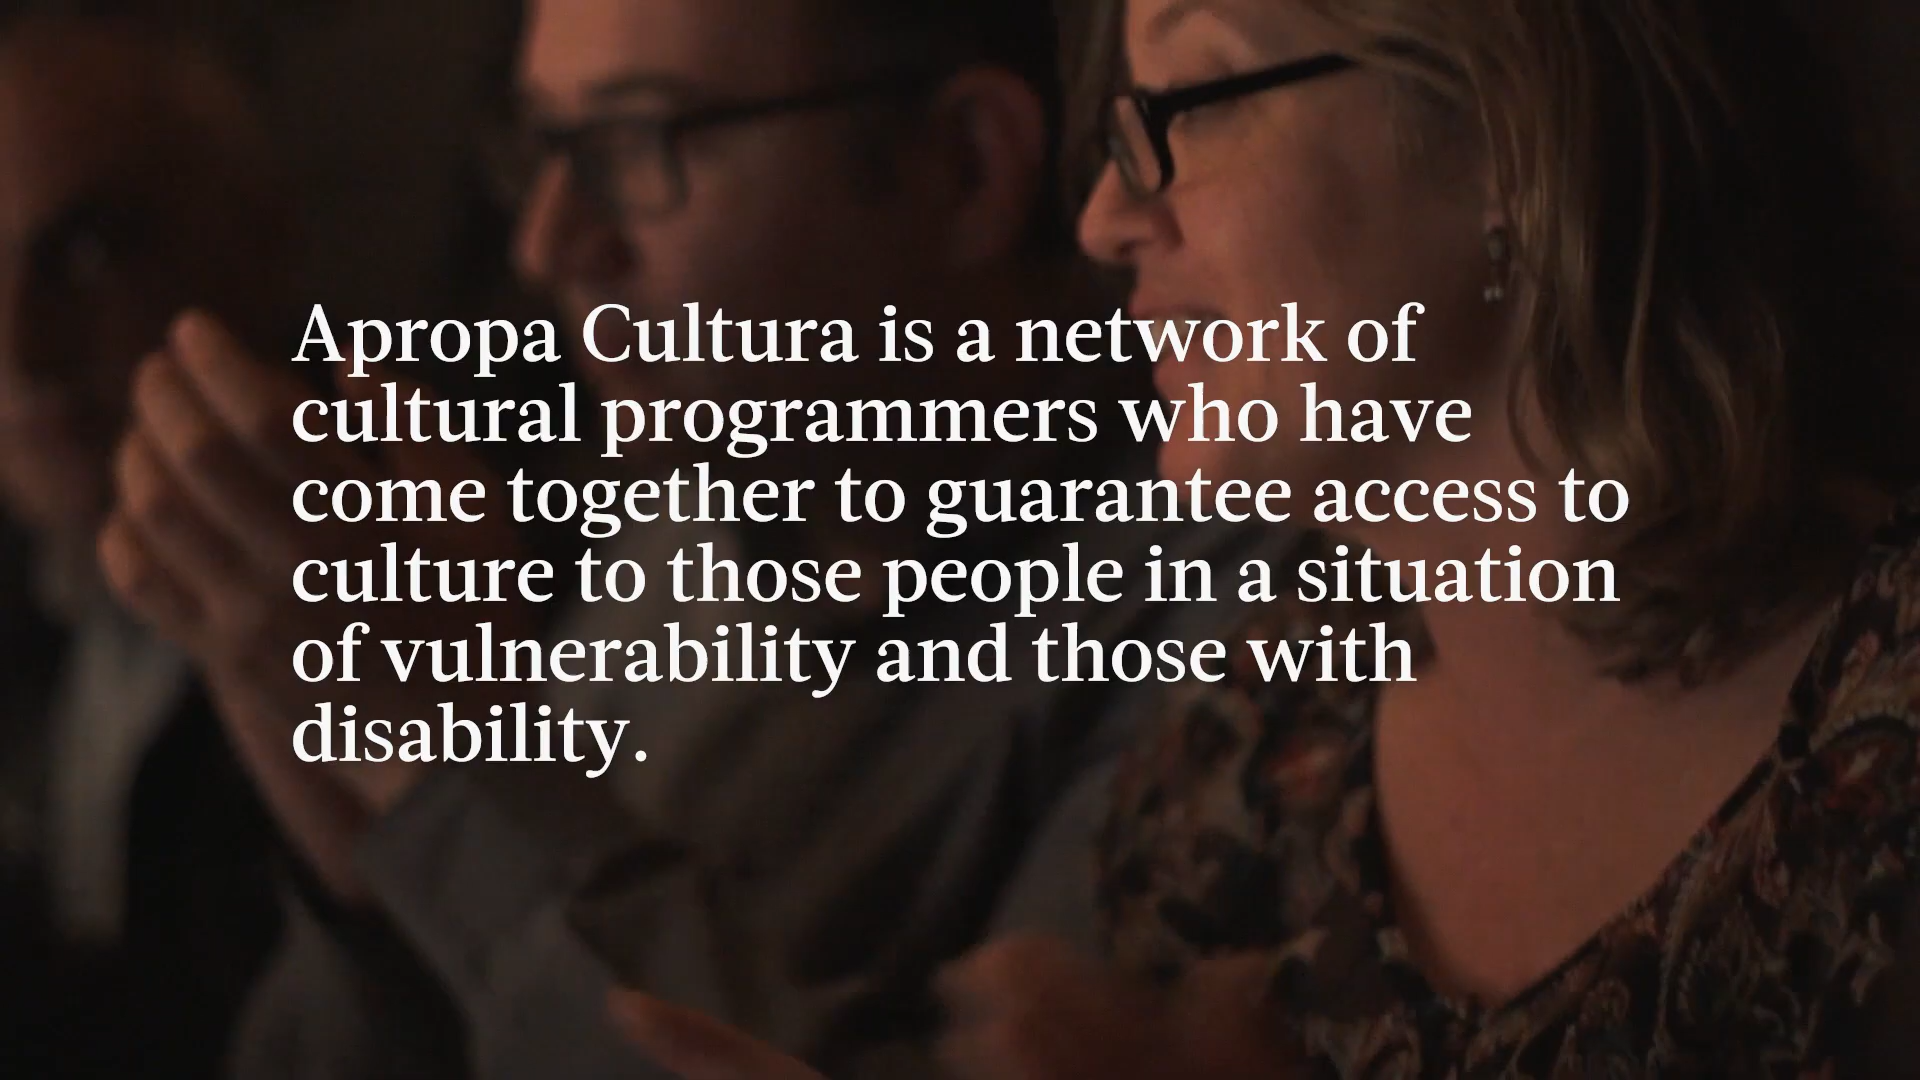 Apropa Cultura is a network of
cultural programmers who have
come together to guarantee access to
culture to those people in a situation
of vulnerability and those with
disability.